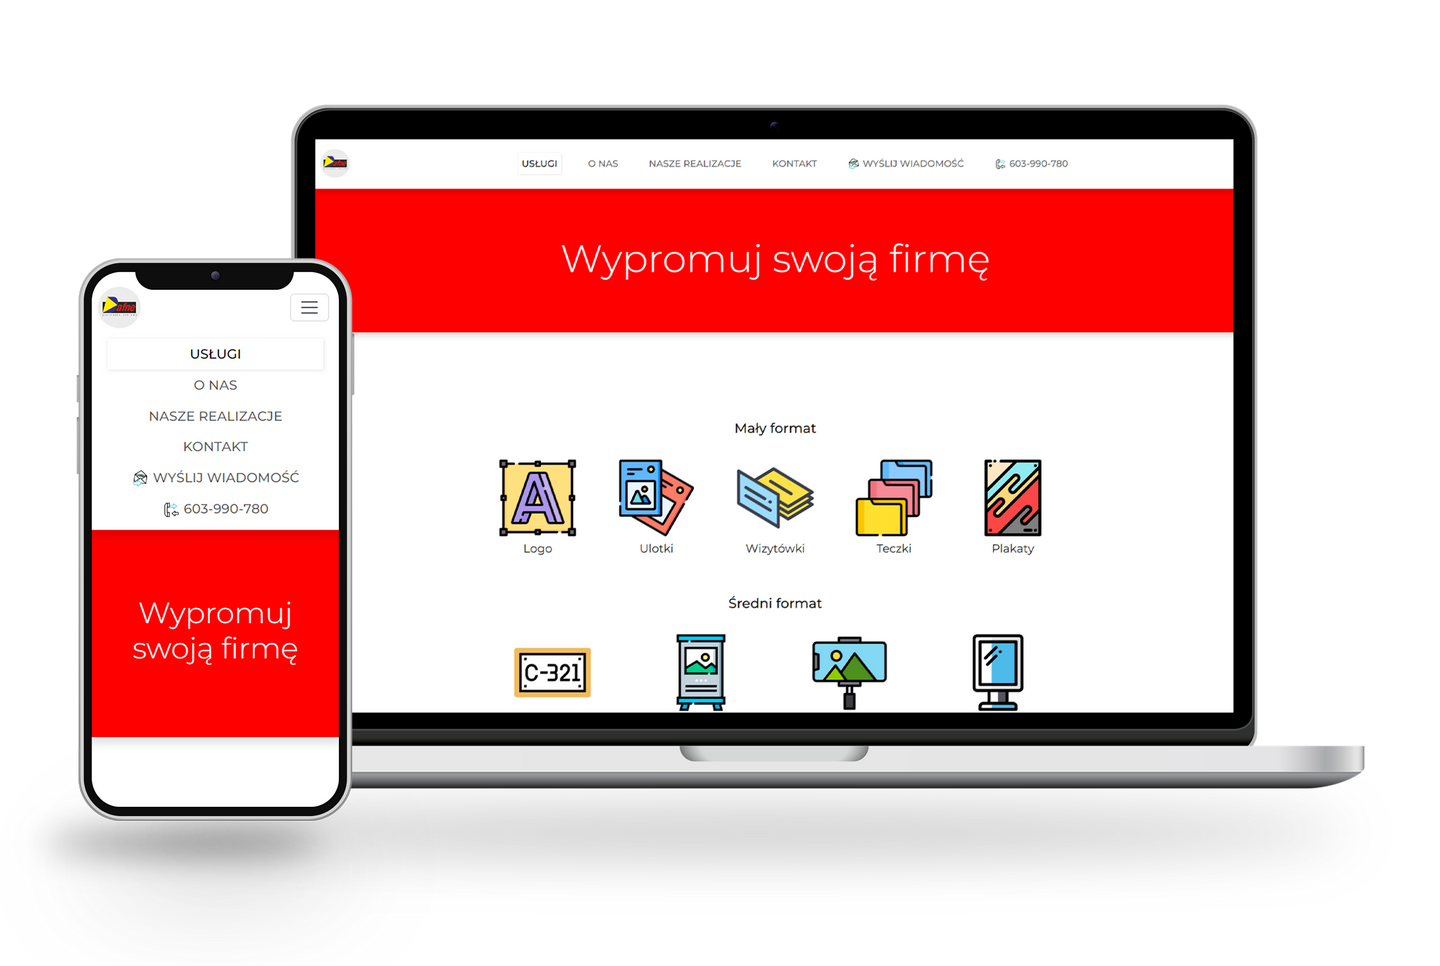 USŁUGI
O NAS
NASZE REALIZACJE
KONTAKT
WYŚLIJ WIADOMOŚĆ
603-990-780
Wypromuj swoją firmę
Mały format
A
Logo
Ulotki
Wizytówki
Teczki
Plakaty
Średni format
C-321
USŁUGI
O NAS
NASZE REALIZACJE
KONTAKT
WYŚLIJ WIADOMOŚĆ
603-990-780
Wypromuj
swoją firmę